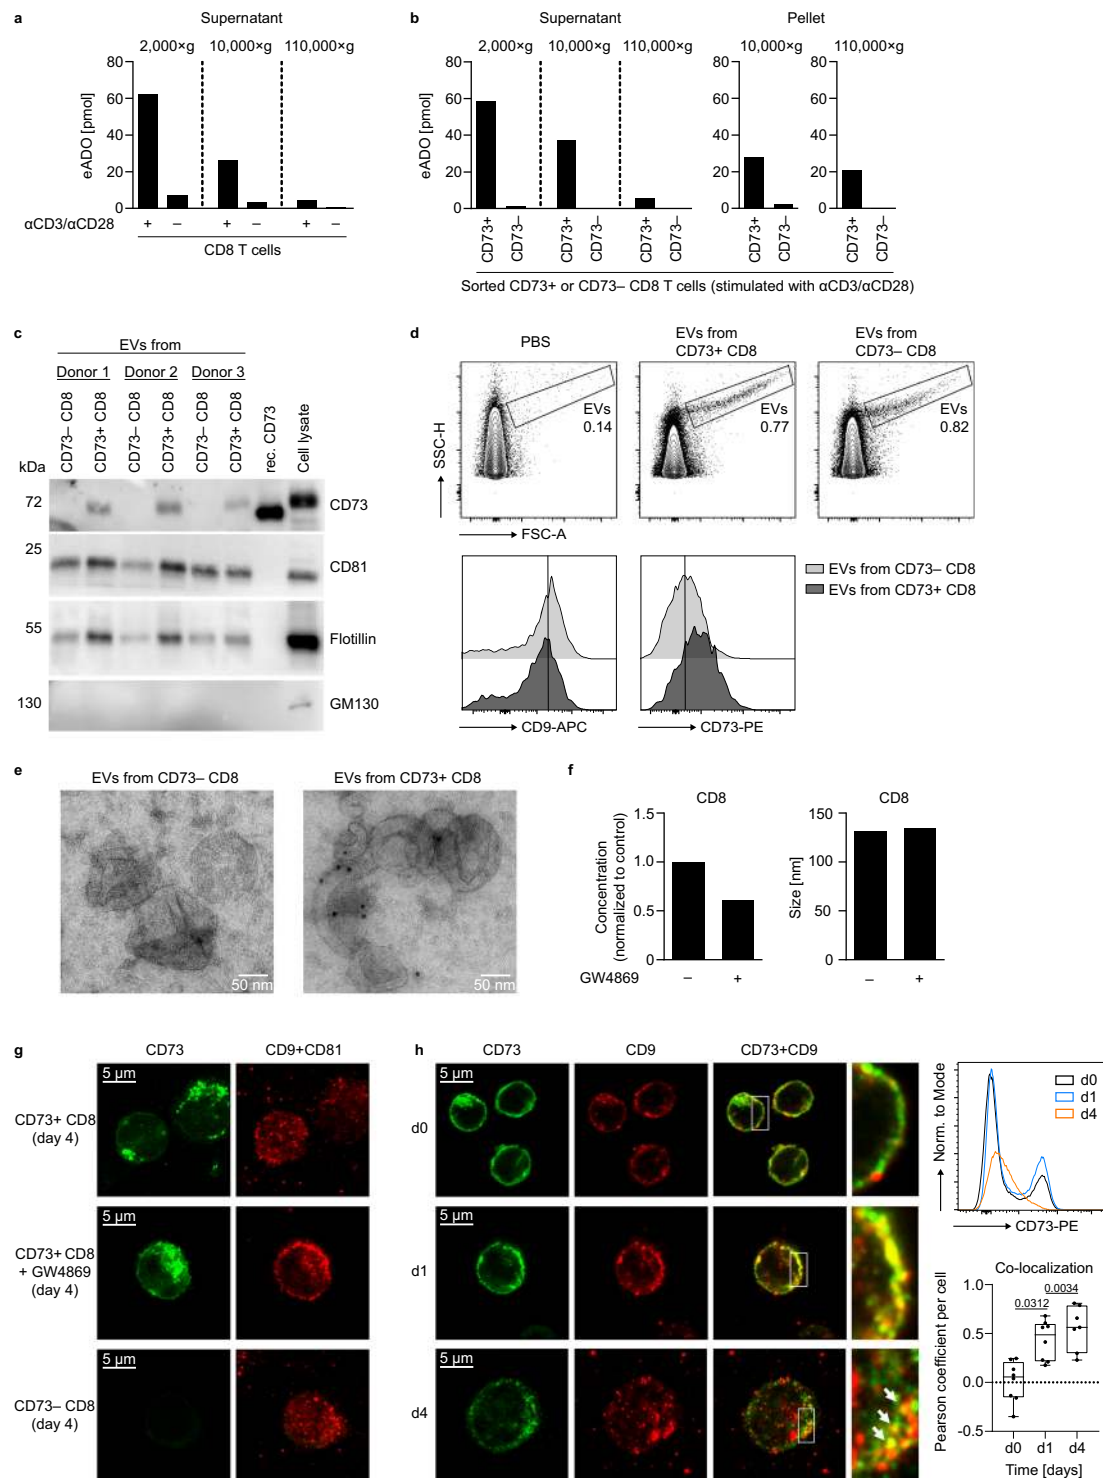 a
Supernatant
2,000×g
10,000×g
110,000×g
eADO [pmol]
80
60
40
20
0
αCD3/αCD28
+
–
+
–
+
–
CD8 T cells
b
Supernatant
Pellet
2,000×g
10,000×g
110,000×g
10,000×g
110,000×g
eADO [pmol]
80
60
40
20
0
80
60
40
20
0
80
60
40
20
0
CD73+
CD73–
CD73+
CD73–
CD73+
CD73–
CD73+
CD73–
CD73+
CD73–
Sorted CD73+ or CD73– CD8 T cells (stimulated with αCD3/αCD28)
c
EVs from
Donor 1
Donor 2
Donor 3
CD73– CD8
CD73+ CD8
CD73– CD8
CD73+ CD8
CD73– CD8
CD73+ CD8
rec. CD73
Cell lysate
kDa
72
CD73
25
CD81
55
Flotillin
130
GM130
d
PBS
EVs from
CD73+ CD8
EVs from
CD73– CD8
EVs
0.14
EVs
0.77
EVs
0.82
SSC-H
FSC-A
EVs from CD73– CD8
EVs from CD73+ CD8
CD9-APC
CD73-PE
e
EVs from CD73– CD8
EVs from CD73+ CD8
50 nm
50 nm
f
CD8
CD8
Concentration
(normalized to control)
1.5
1.0
0.5
0
Size [nm]
150
100
50
0
GW4869
–
+
–
+
g
CD73
CD9+CD81
CD73+ CD8
(day 4)
5 µm
CD73+ CD8
+ GW4869
(day 4)
5 µm
CD73– CD8
(day 4)
5 µm
h
CD73
CD9
CD73+CD9
d0
5 µm
d1
5 µm
d4
5 µm
Norm. to Mode
d0
d1
d4
CD73-PE
Co-localization
Pearson coefficient per cell
1.0
0.5
0.0
-0.5
0.0312
0.0034
d0
d1
d4
Time [days]